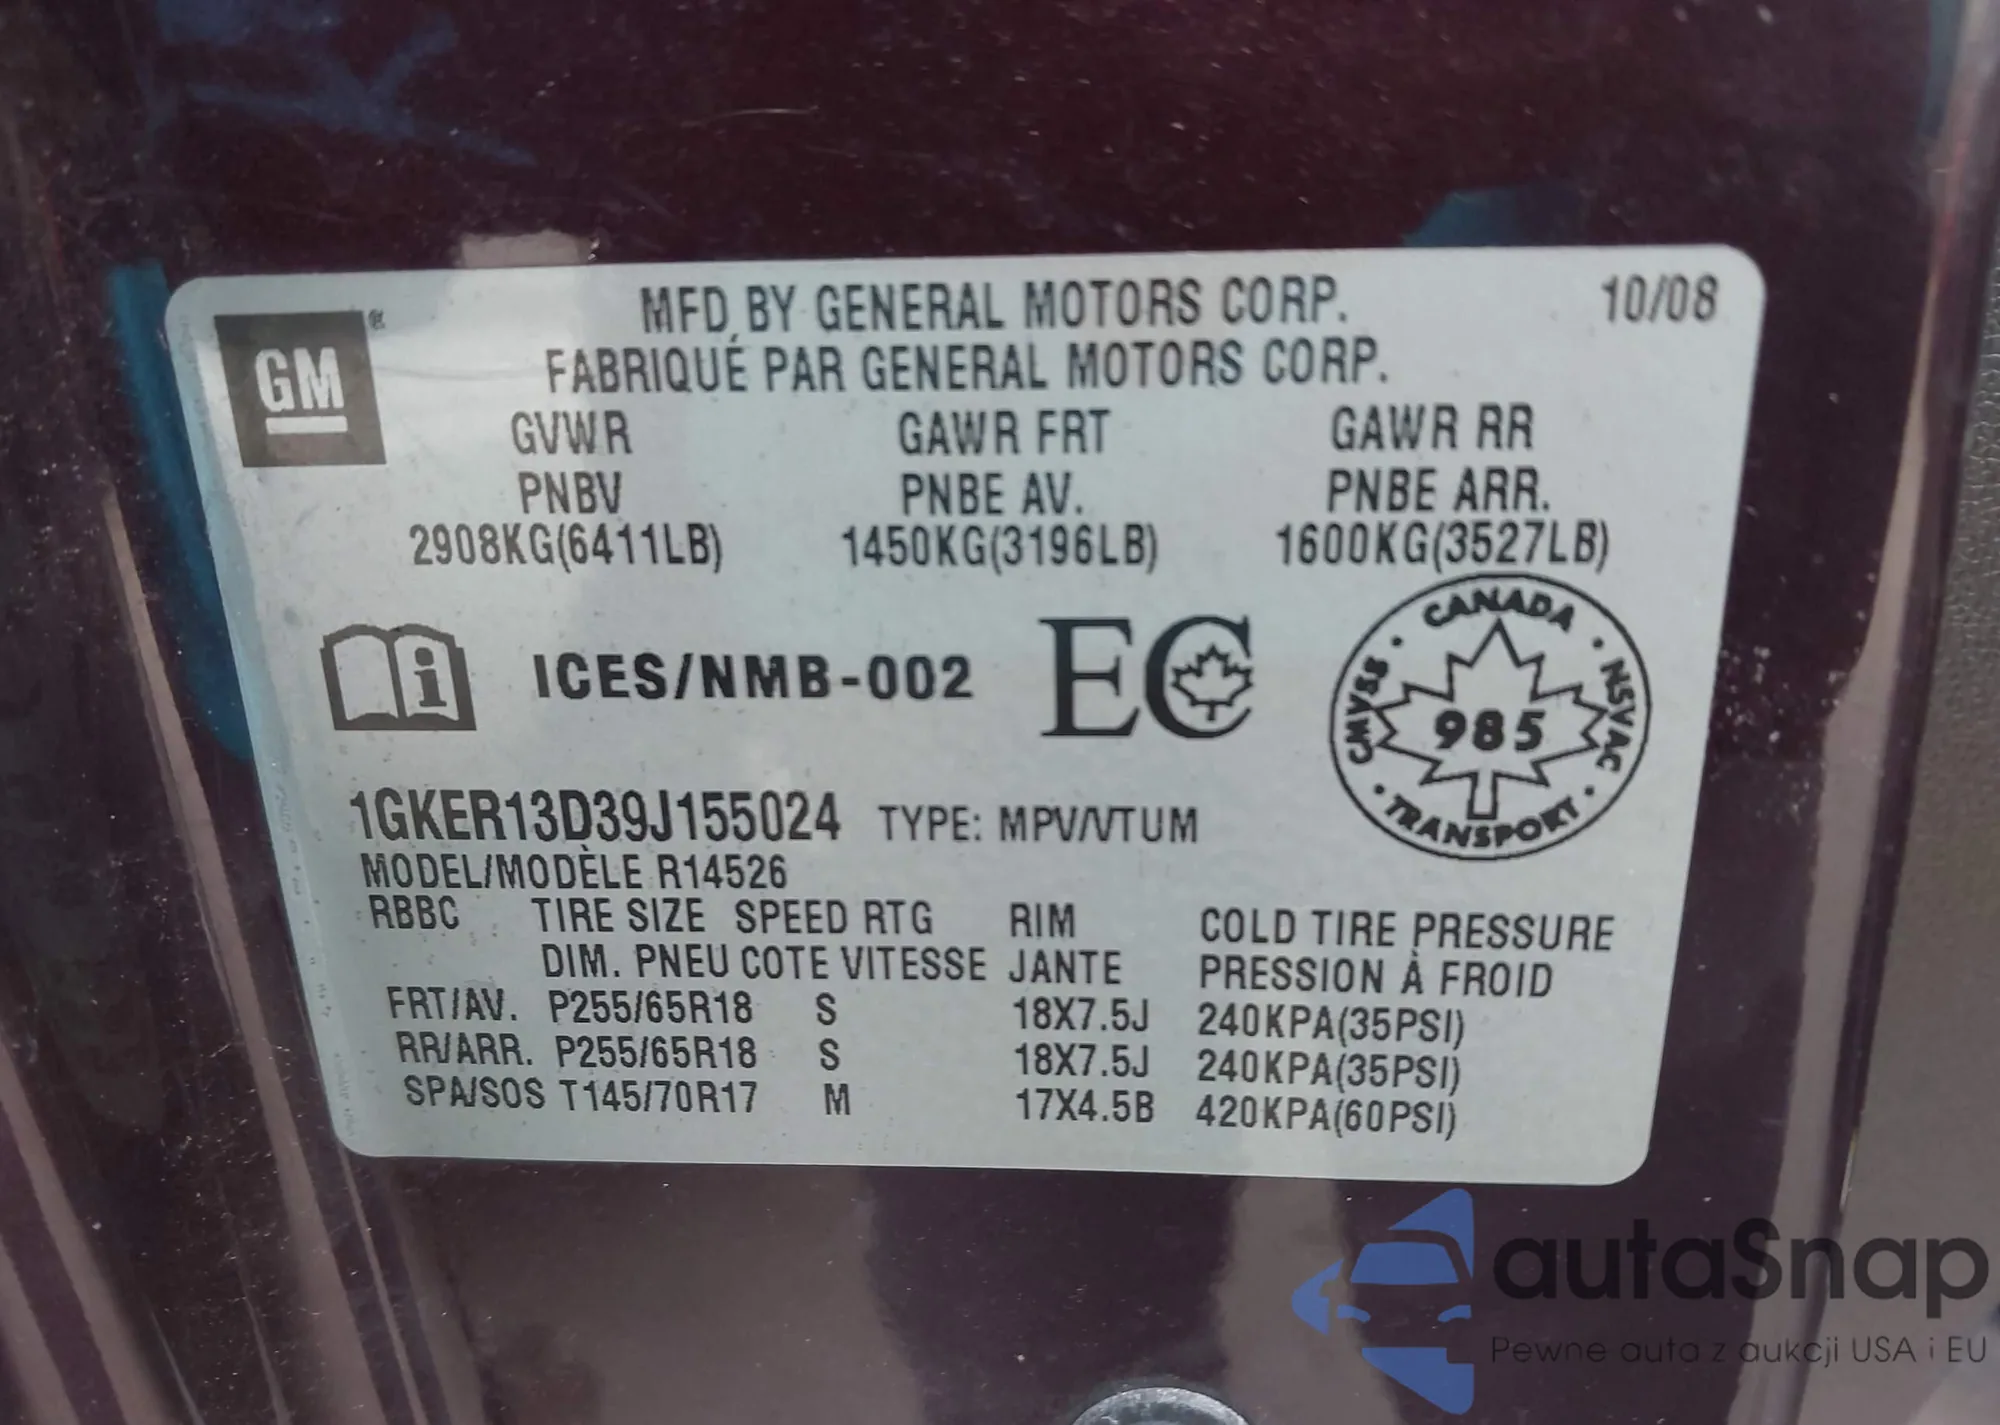 MFD BY GENERAL MOTORS CORP. 10/08
FABRIQUÉ PAR GENERAL MOTORS CORP.
GM
GVWR GAWR FRT GAWR RR
PNBV PNBE AV. PNBE ARR.
2908KG(6411LB) 1450KG(3196LB) 1600KG(3527LB)
i ICES/NMB-002 EC
CANADA
CMVSS · NSVAC
985
TRANSPORT
1GKER13D39J155024 TYPE: MPV/VTUM
MODEL/MODÈLE R14526
RBBC TIRE SIZE SPEED RTG RIM COLD TIRE PRESSURE
DIM. PNEU COTE VITESSE JANTE PRESSION À FROID
FRT/AV. P255/65R18 S 18X7.5J 240KPA(35PSI)
RR/ARR. P255/65R18 S 18X7.5J 240KPA(35PSI)
SPA/SOS T145/70R17 M 17X4.5B 420KPA(60PSI)
autaSnap
Pewne auta z aukcji USA i EU